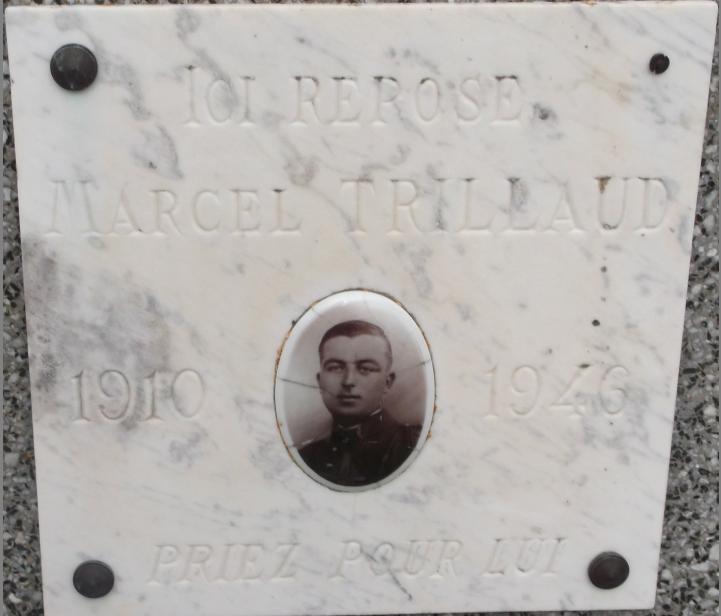 ICI REPOSE
MARCEL TRILLAUD
1910 1946
PRIEZ POUR LUI